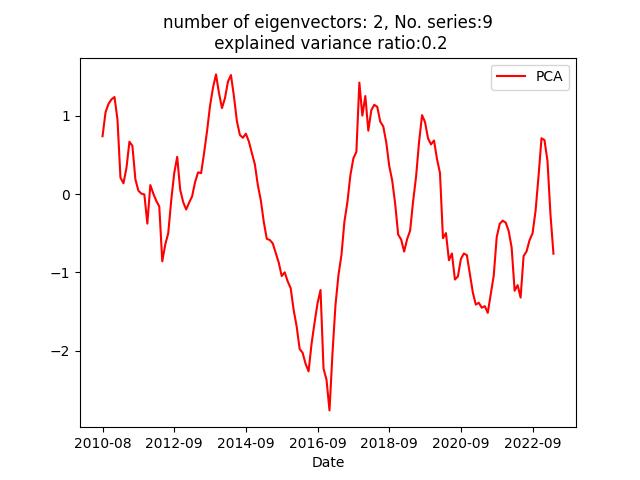 number of eigenvectors: 2, No. series:9
explained variance ratio:0.2
PCA
1
0
−1
−2
2010-08 2012-09 2014-09 2016-09 2018-09 2020-09 2022-09
Date